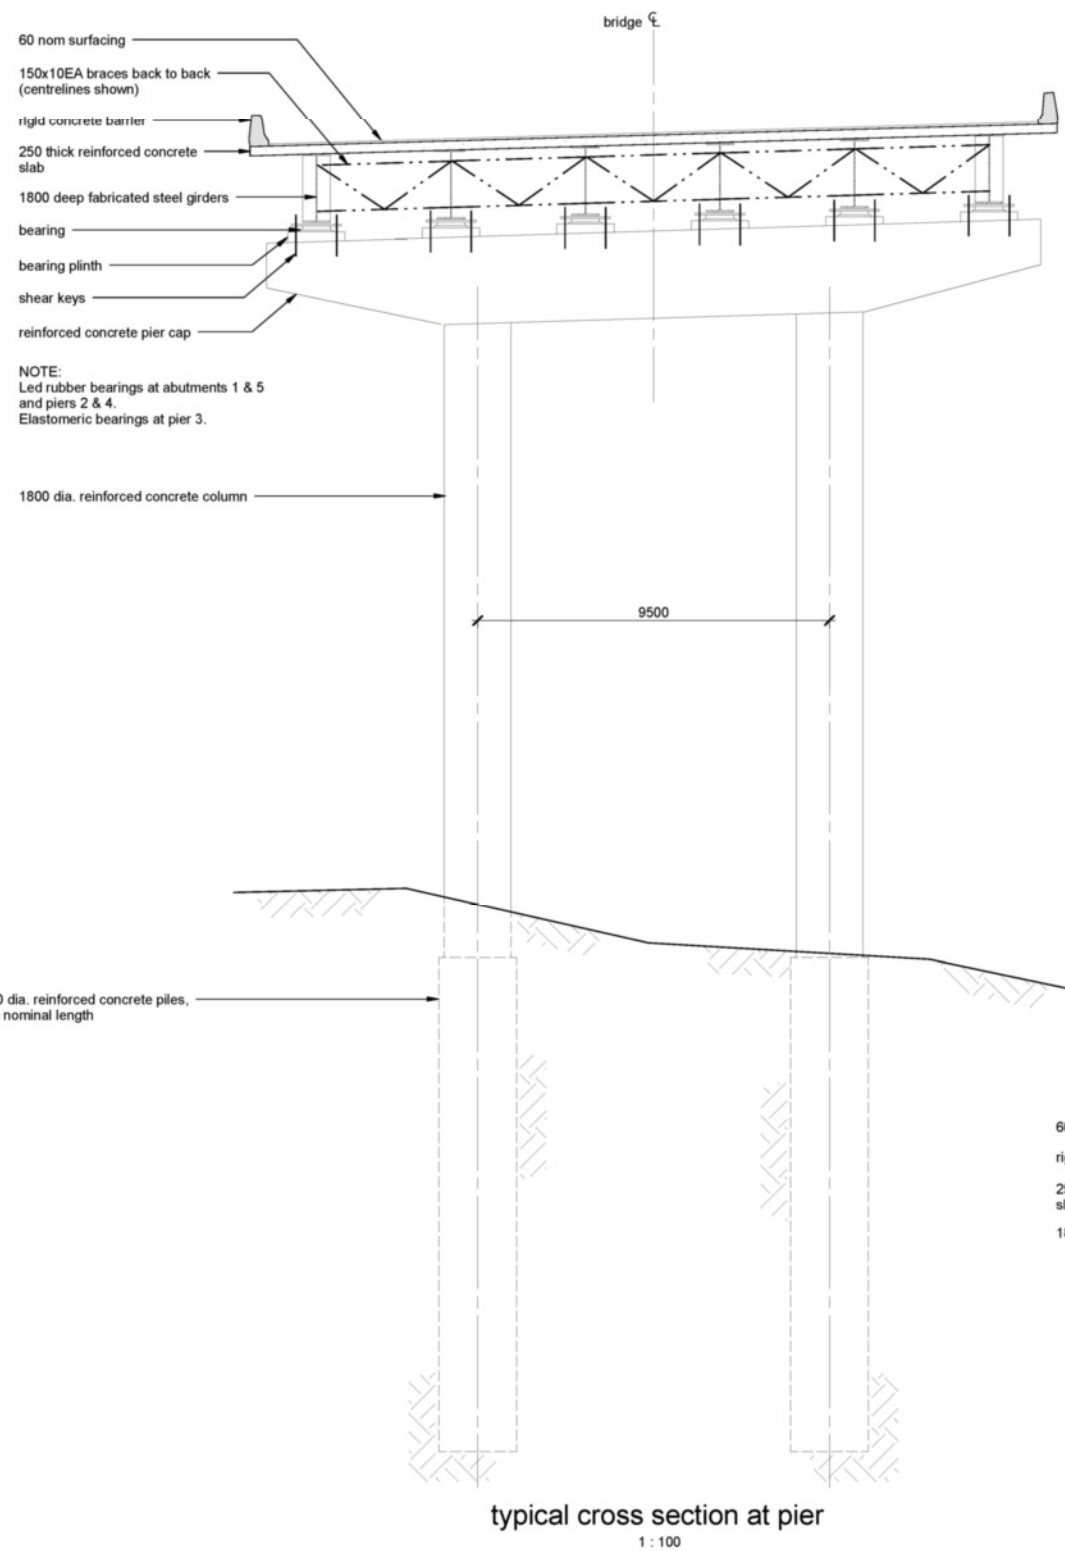 bridge ℄
60 nom surfacing
150x10EA braces back to back
(centrelines shown)
rigid concrete barrier
250 thick reinforced concrete
slab
1800 deep fabricated steel girders
bearing
bearing plinth
shear keys
reinforced concrete pier cap
NOTE:
Led rubber bearings at abutments 1 & 5
and piers 2 & 4.
Elastomeric bearings at pier 3.
1800 dia. reinforced concrete column
9500
dia. reinforced concrete piles,
nominal length
typical cross section at pier
1 : 100